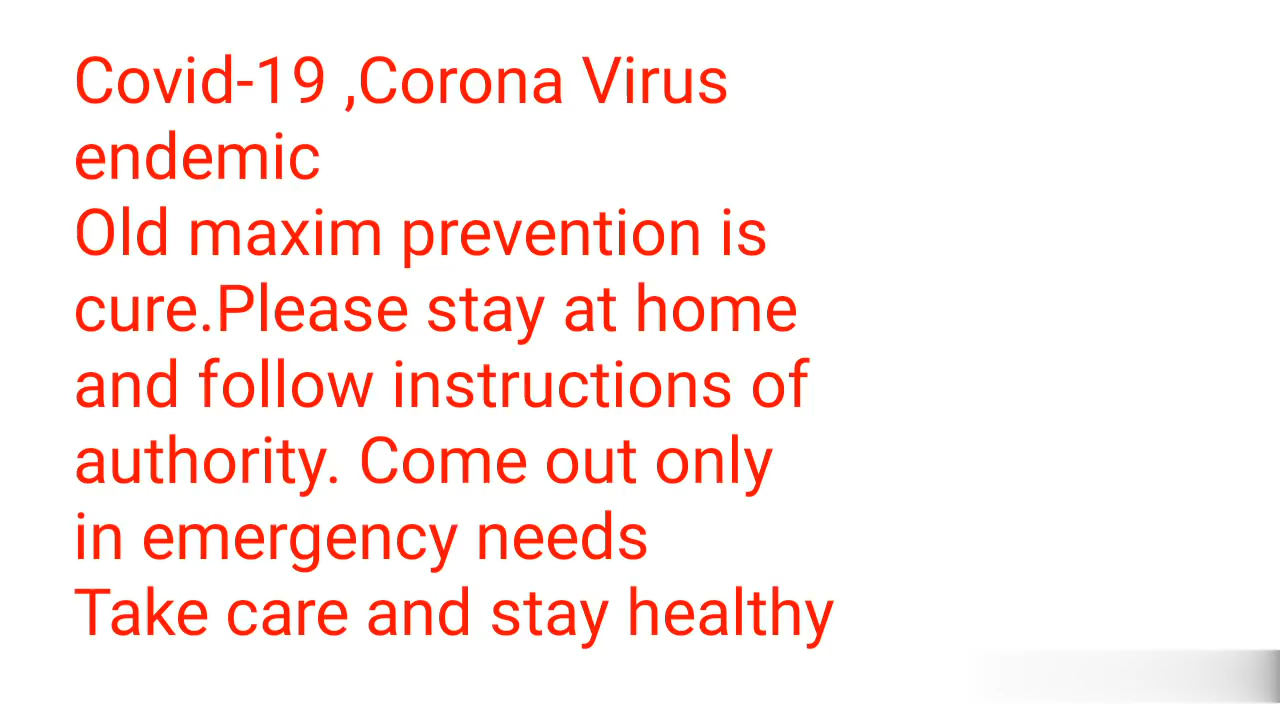 Covid-19 ,Corona Virus
endemic
Old maxim prevention is
cure.Please stay at home
and follow instructions of
authority. Come out only
in emergency needs
Take care and stay healthy